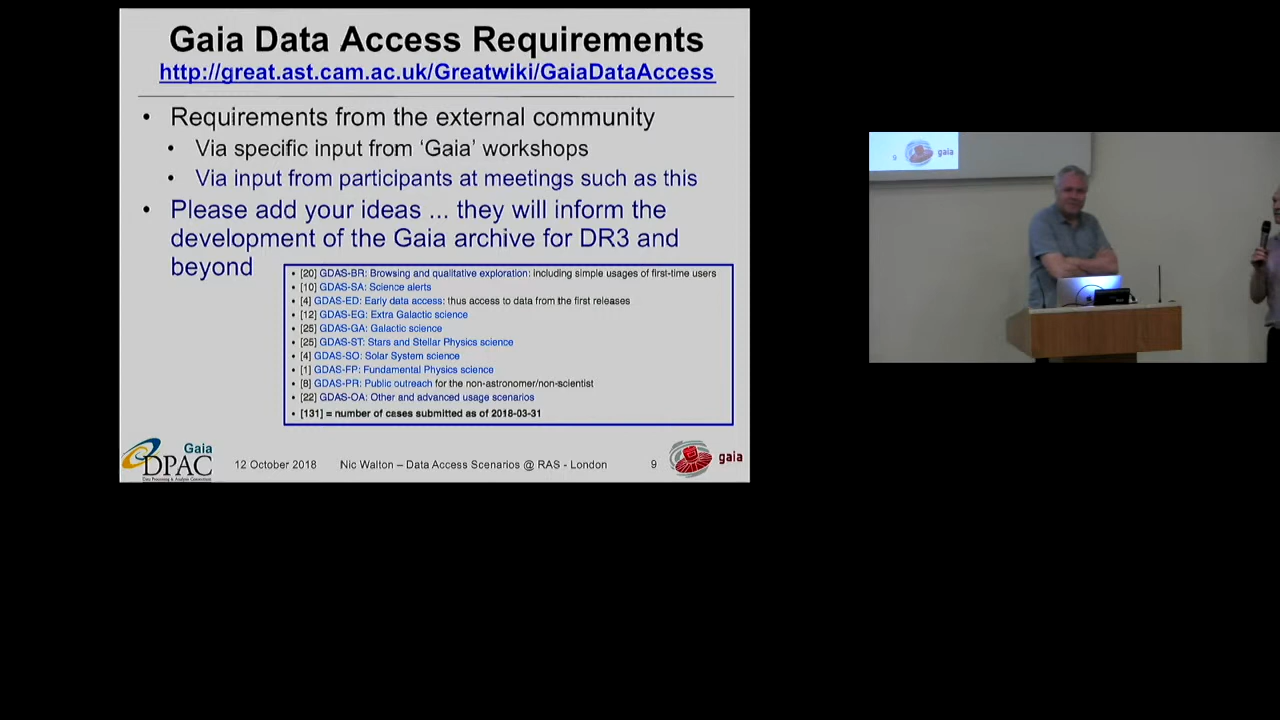 Gaia Data Access Requirements
http://great.ast.cam.ac.uk/Greatwiki/GaiaDataAccess
• Requirements from the external community
• Via specific input from ‘Gaia’ workshops
• Via input from participants at meetings such as this
• Please add your ideas ... they will inform the
development of the Gaia archive for DR3 and
beyond
• [20] GDAS-BR: Browsing and qualitative exploration: including simple usages of first-time users
• [10] GDAS-SA: Science alerts
• [4] GDAS-ED: Early data access: thus access to data from the first releases
• [12] GDAS-EG: Extra Galactic science
• [25] GDAS-GA: Galactic science
• [25] GDAS-ST: Stars and Stellar Physics science
• [4] GDAS-SO: Solar System science
• [1] GDAS-FP: Fundamental Physics science
• [8] GDAS-PR: Public outreach for the non-astronomer/non-scientist
• [22] GDAS-OA: Other and advanced usage scenarios
• [131] = number of cases submitted as of 2018-03-31
Gaia
DPAC
Data Processing & Analysis Consortium
12 October 2018
Nic Walton – Data Access Scenarios @ RAS - London
9
gaia
9
gaia